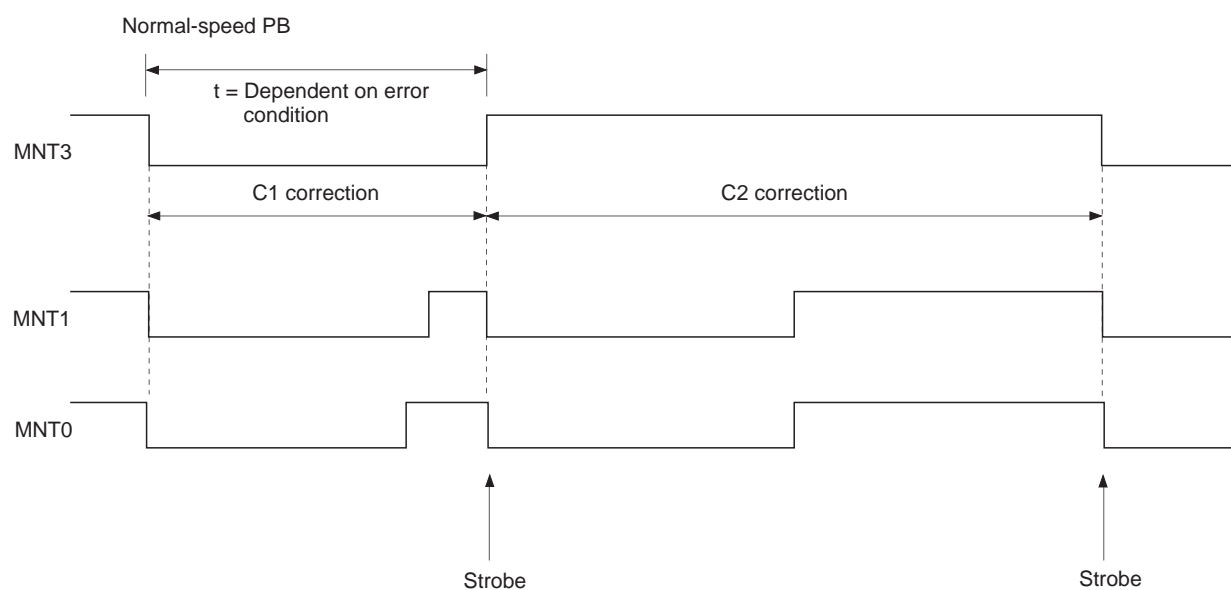 Normal-speed PB
t = Dependent on error
condition
MNT3
C1 correction
C2 correction
MNT1
MNT0
Strobe
Strobe